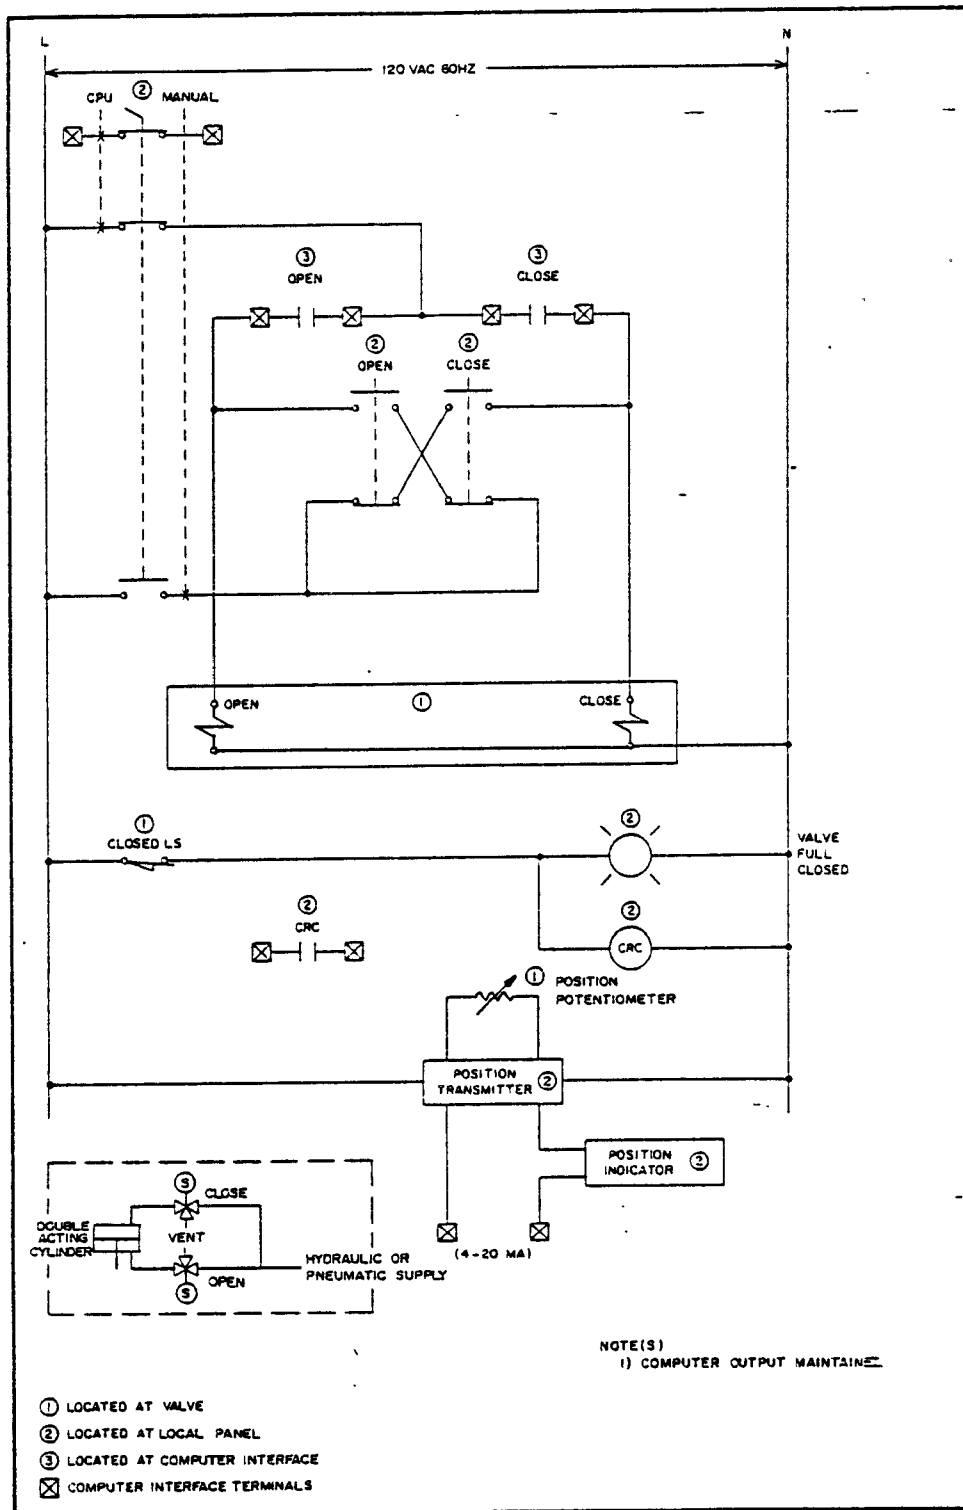 L
N
120 VAC 60HZ
CPU
②
MANUAL
③
OPEN
③
CLOSE
②
OPEN
②
CLOSE
OPEN
①
CLOSE
①
CLOSED LS
②
VALVE
FULL
CLOSED
②
CRC
②
CRC
① POSITION
POTENTIOMETER
POSITION
TRANSMITTER ②
POSITION
INDICATOR ②
(4-20 MA)
S
CLOSE
DOUBLE
ACTING
CYLINDER
VENT
HYDRAULIC OR
PNEUMATIC SUPPLY
OPEN
S
NOTE(S)
1) COMPUTER OUTPUT
① LOCATED AT VALVE
② LOCATED AT LOCAL PANEL
③ LOCATED AT COMPUTER INTERFACE
COMPUTER INTERFACE TERMINALS